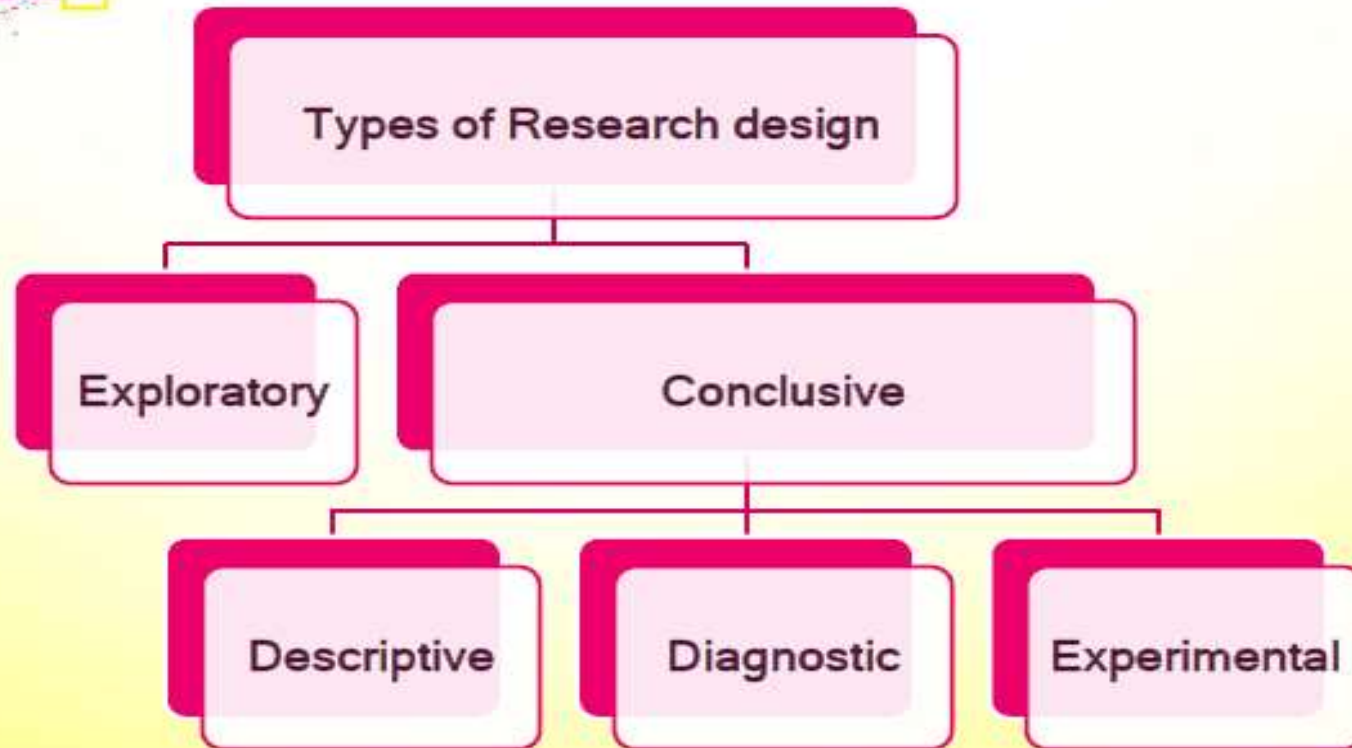 Types of Research design
Exploratory
Conclusive
Descriptive
Diagnostic
Experimental